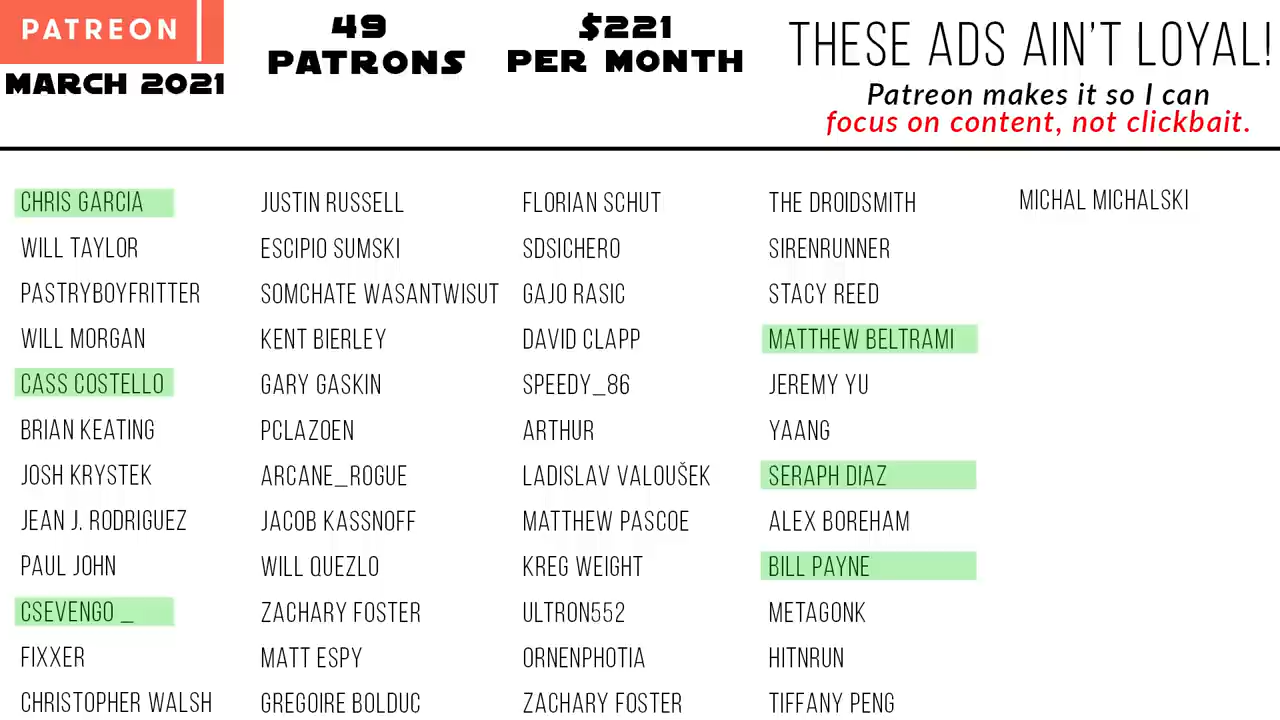 PATREON
MARCH 2021
49
PATRONS
$221
PER MONTH
THESE ADS AIN'T LOYAL!
Patreon makes it so I can
focus on content, not clickbait.
CHRIS GARCIA
WILL TAYLOR
PASTRYBOYFRITTER
WILL MORGAN
CASS COSTELLO
BRIAN KEATING
JOSH KRYSTEK
JEAN J. RODRIGUEZ
PAUL JOHN
CSEVENGO _
FIXXER
CHRISTOPHER WALSH
JUSTIN RUSSELL
ESCIPIO SUMSKI
SOMCHATE WASANTWISUT
KENT BIERLEY
GARY GASKIN
PCLAZOEN
ARCANE_ROGUE
JACOB KASSNOFF
WILL QUEZLO
ZACHARY FOSTER
MATT ESPY
GREGOIRE BOLDUC
FLORIAN SCHUT
SDSICHERO
GAJO RASIC
DAVID CLAPP
SPEEDY_86
ARTHUR
LADISLAV VALOUŠEK
MATTHEW PASCOE
KREG WEIGHT
ULTRON552
ORNENPHOTIA
ZACHARY FOSTER
THE DROIDSMITH
SIRENRUNNER
STACY REED
MATTHEW BELTRAMI
JEREMY YU
YAANG
SERAPH DIAZ
ALEX BOREHAM
BILL PAYNE
METAGONK
HITNRUN
TIFFANY PENG
MICHAL MICHALSKI